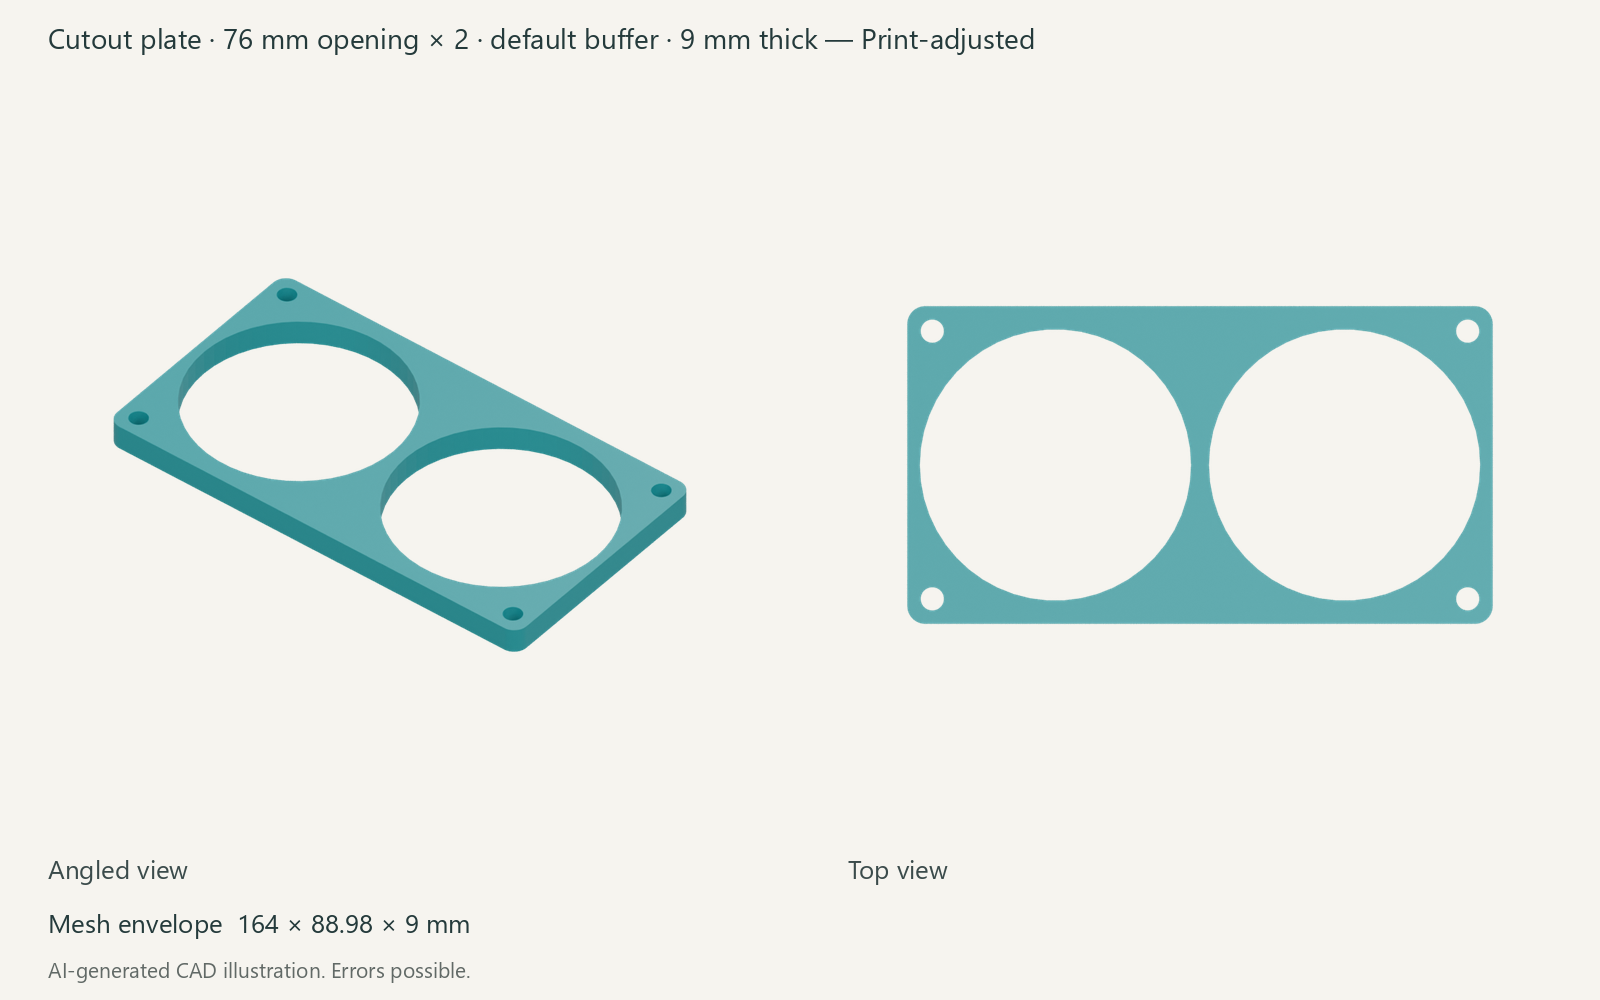 Cutout plate · 76 mm opening × 2 · default buffer · 9 mm thick — Print-adjusted
Angled view
Top view
Mesh envelope 164 × 88.98 × 9 mm
AI-generated CAD illustration. Errors possible.